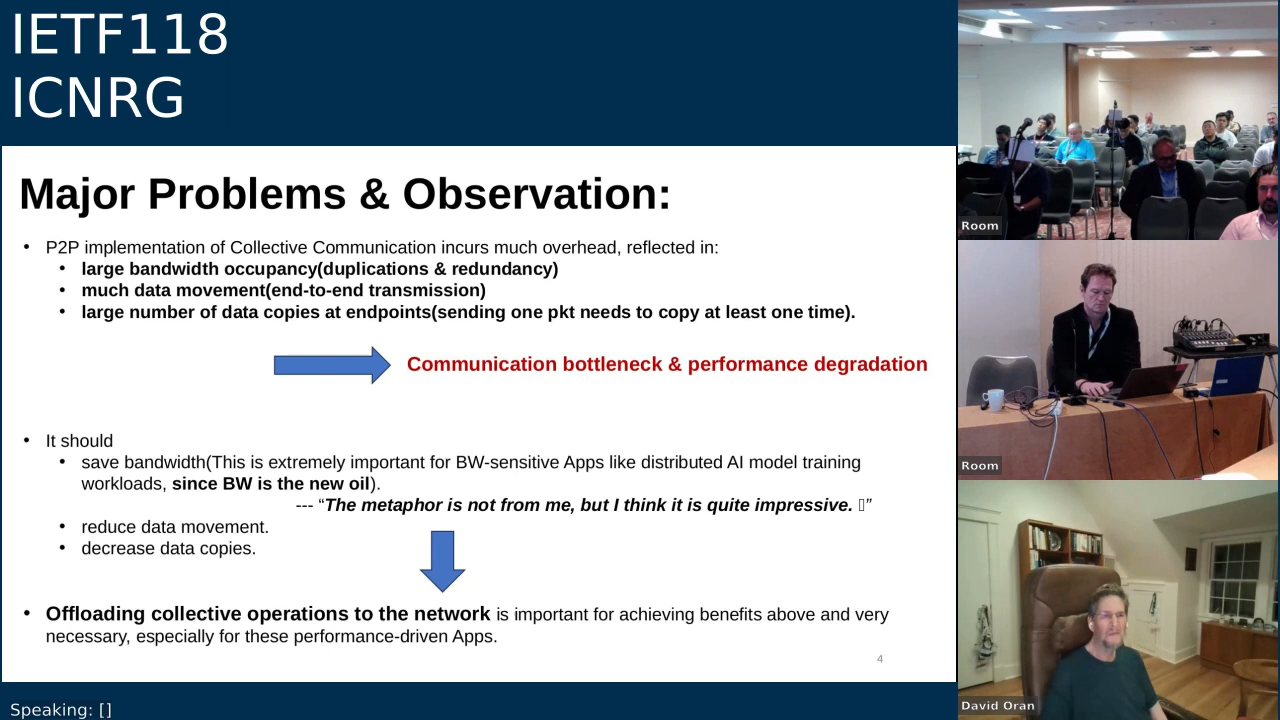 IETF118
ICNRG
Major Problems & Observation:
• P2P implementation of Collective Communication incurs much overhead, reflected in:
• large bandwidth occupancy(duplications & redundancy)
• much data movement(end-to-end transmission)
• large number of data copies at endpoints(sending one pkt needs to copy at least one time).
Communication bottleneck & performance degradation
• It should
• save bandwidth(This is extremely important for BW-sensitive Apps like distributed AI model training
workloads, since BW is the new oil).
--- “The metaphor is not from me, but I think it is quite impressive. ”
• reduce data movement.
• decrease data copies.
• Offloading collective operations to the network is important for achieving benefits above and very
necessary, especially for these performance-driven Apps.
4
Speaking: []
Room
Room
David Oran